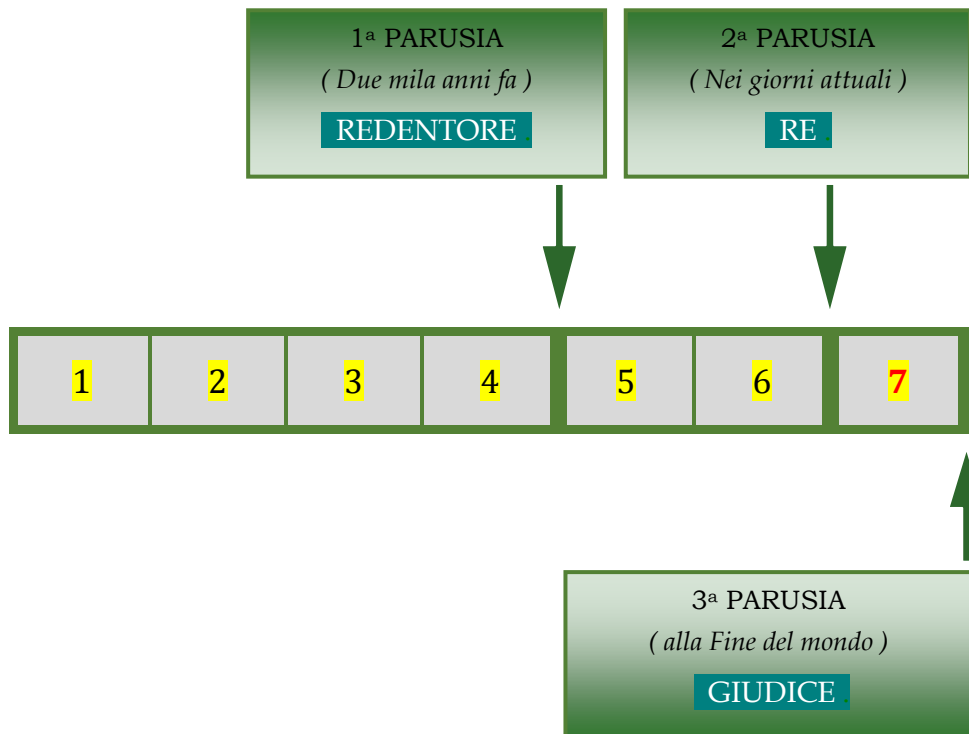 1ª PARUSIA
( Due mila anni fa )
REDENTORE .
2ª PARUSIA
( Nei giorni attuali )
RE .
1 2 3 4 5 6 7
3ª PARUSIA
( alla Fine del mondo )
GIUDICE .